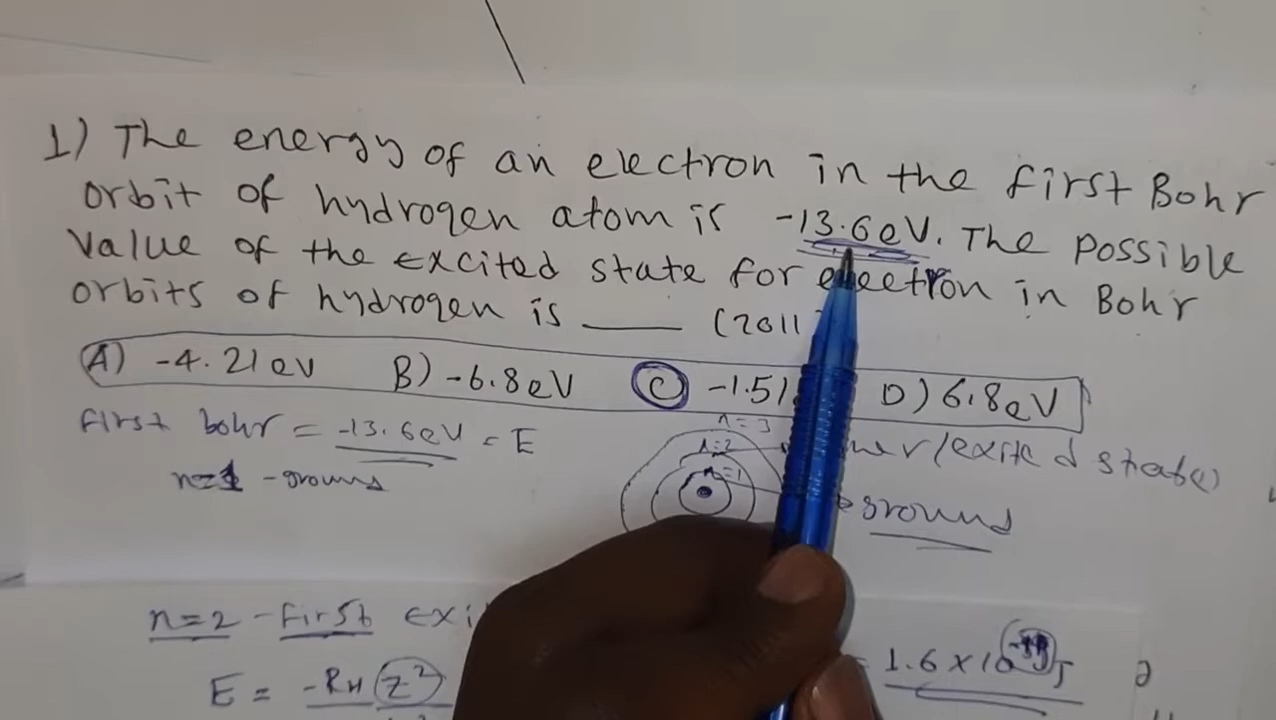 1) The energy of an electron in the first Bohr
orbit of hydrogen atom is -13.6eV. The possible
value of the excited state for electron in Bohr
orbits of hydrogen is ____ (2011
A) -4.21eV B) -6.8eV C) -1.51 D) 6.8eV
first bohr = -13.6eV = E
n=3
n=2
n=1
n=1 - ground
state
ground
n=2 - first
= 1.6 x 10 J
E = -RH Z²